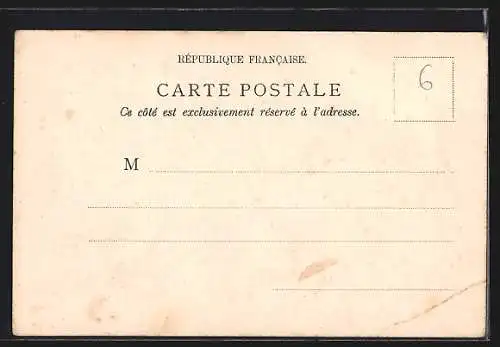 RÉPUBLIQUE FRANÇAISE.
6
CARTE POSTALE
Ce côté est exclusivement réservé à l'adresse.
M